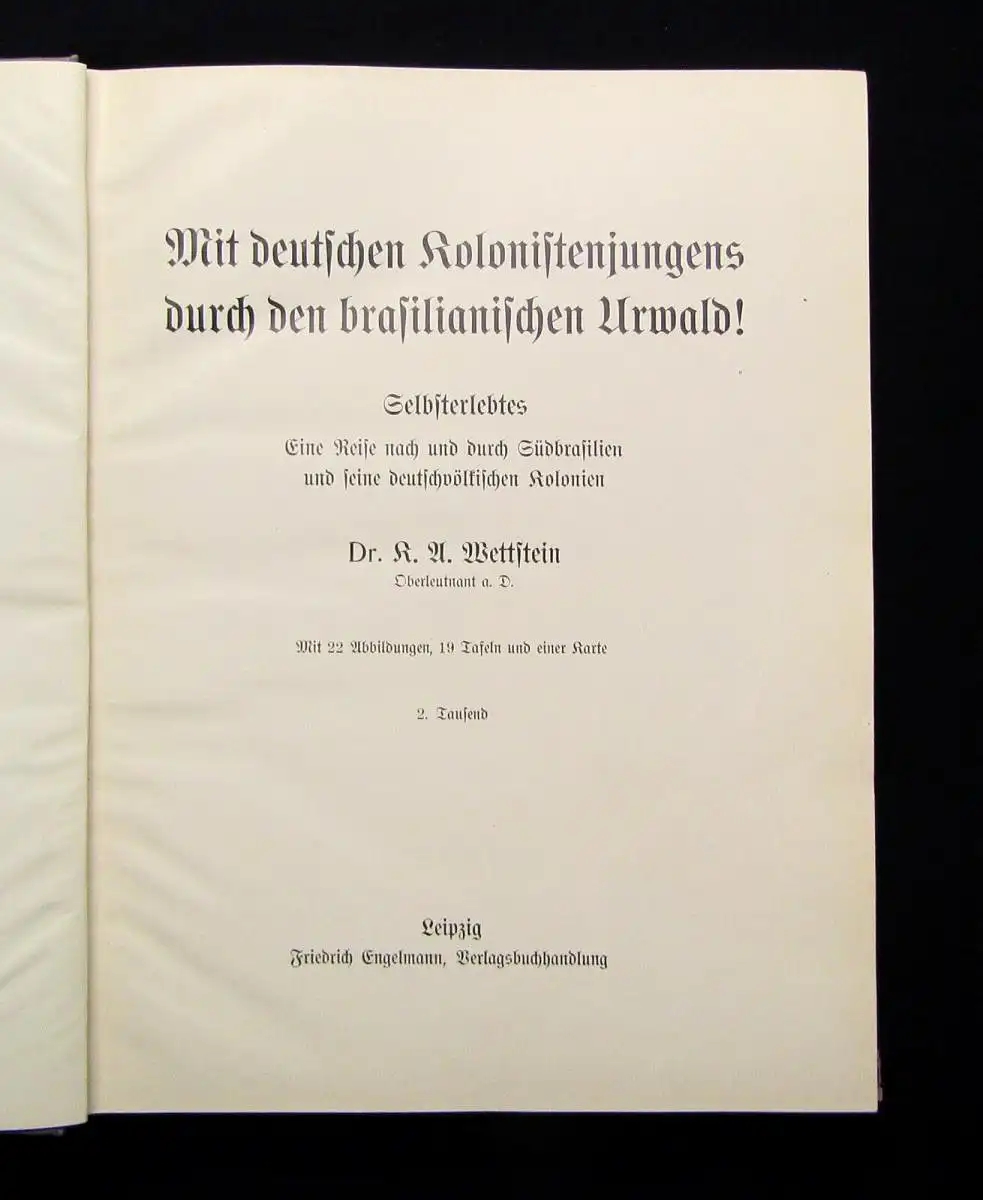 Mit deutschen Kolonistenjungens
durch den brasilianischen Urwald!
Selbsterlebtes
Eine Reise nach und durch Südbrasilien
und seine deutschvölkischen Kolonien
Dr. K. A. Wettstein
Oberleutnant a. D.
Mit 22 Abbildungen, 19 Tafeln und einer Karte
2. Tausend
Leipzig
Friedrich Engelmann, Verlagsbuchhandlung